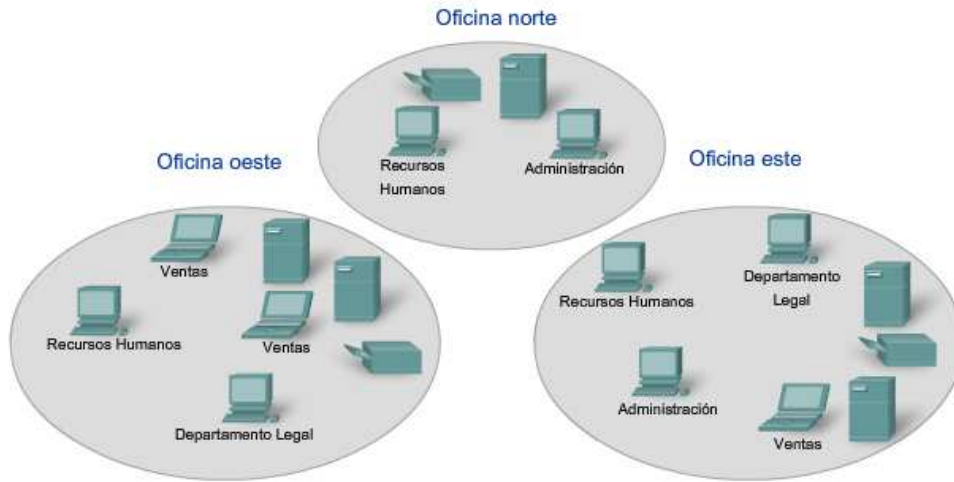 Oficina norte
Recursos
Humanos
Administración
Oficina oeste
Ventas
Recursos Humanos
Ventas
Departamento Legal
Oficina este
Recursos Humanos
Departamento
Legal
Administración
Ventas